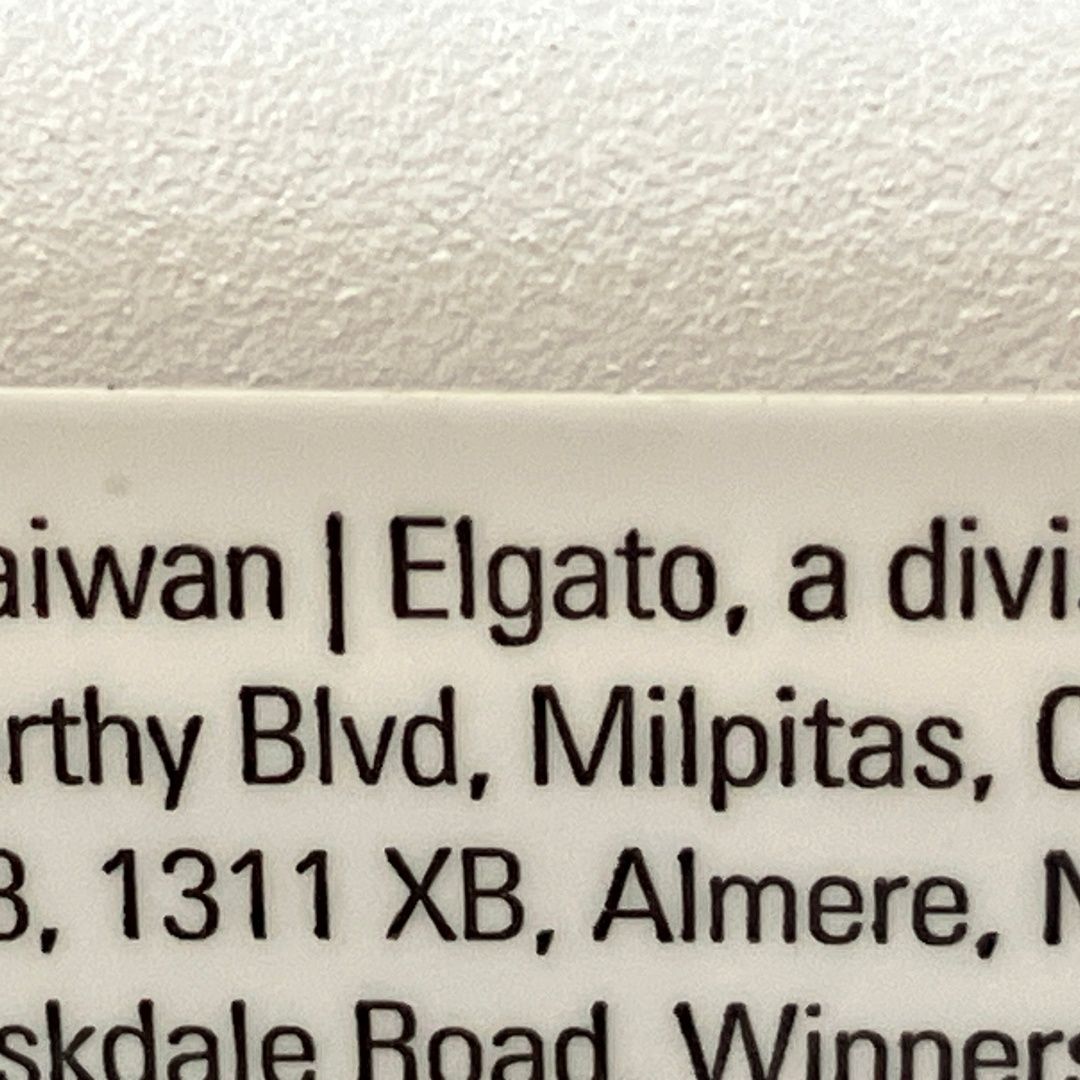 aiwan | Elgato, a divi
rthy Blvd, Milpitas, C
B, 1311 XB, Almere, N
skdale Road, Winners